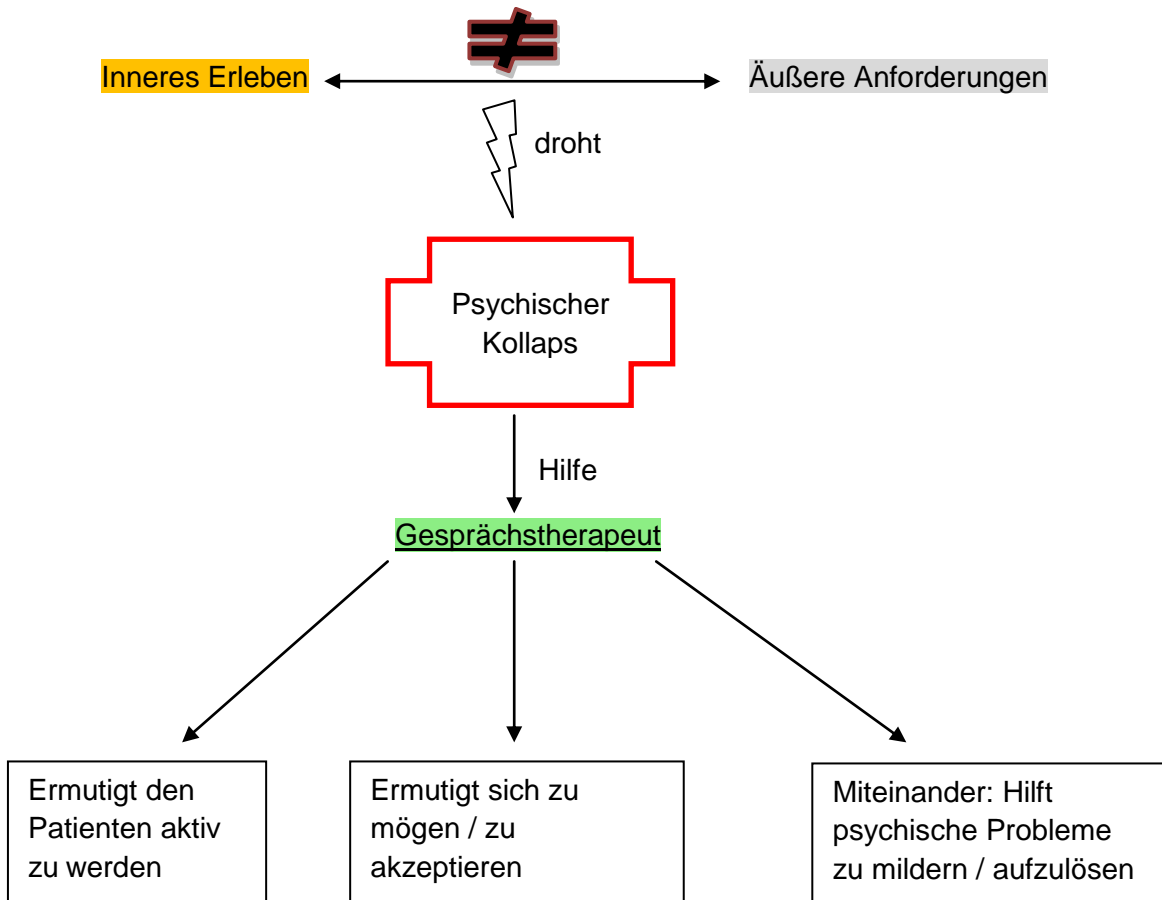 ≠
Inneres Erleben
Äußere Anforderungen
droht
Psychischer
Kollaps
Hilfe
Gesprächstherapeut
Ermutigt den
Patienten aktiv
zu werden
Ermutigt sich zu
mögen / zu
akzeptieren
Miteinander: Hilft
psychische Probleme
zu mildern / aufzulösen